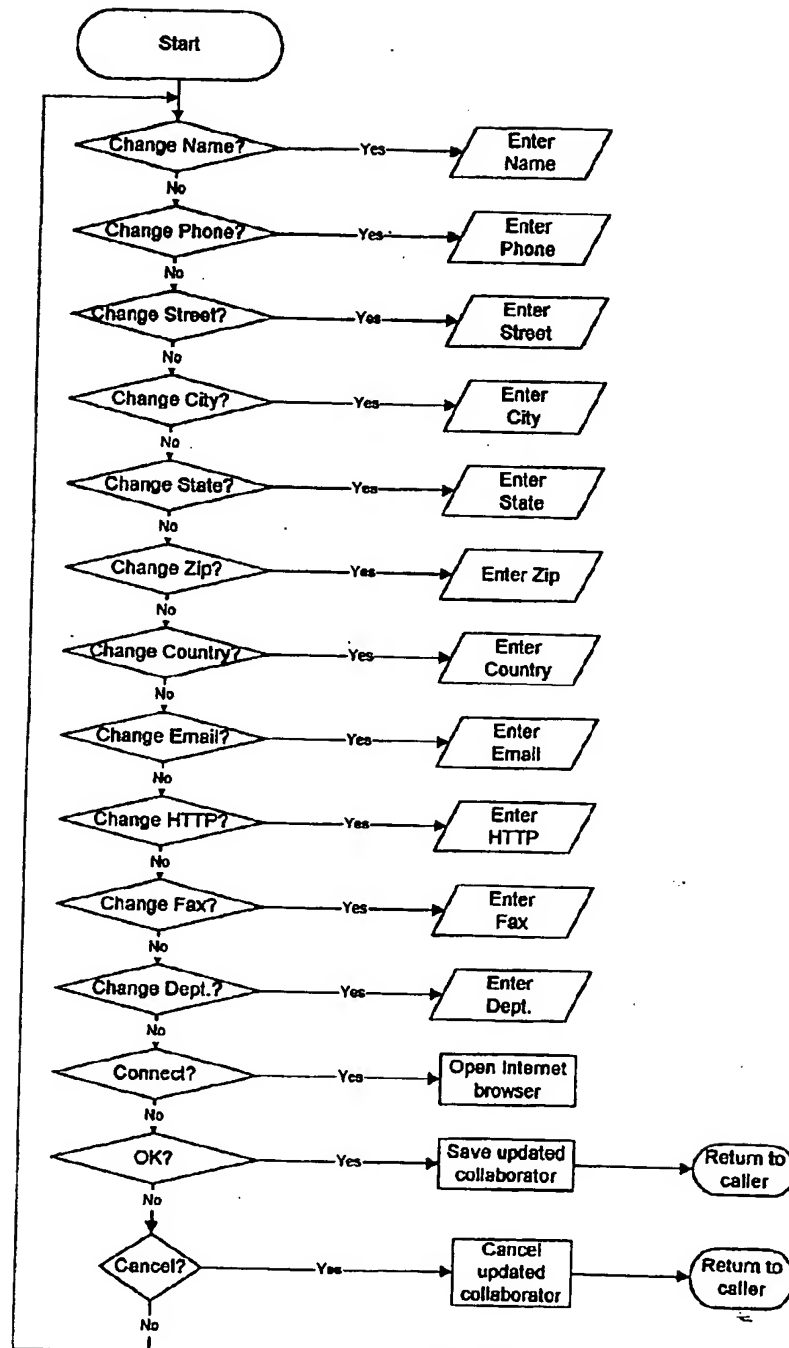 Start
Change Name?
Yes
Enter
Name
No
Change Phone?
Yes
Enter
Phone
No
Change Street?
Yes
Enter
Street
No
Change City?
Yes
Enter
City
No
Change State?
Yes
Enter
State
No
Change Zip?
Yes
Enter Zip
No
Change Country?
Yes
Enter
Country
No
Change Email?
Yes
Enter
Email
No
Change HTTP?
Yes
Enter
HTTP
No
Change Fax?
Yes
Enter
Fax
No
Change Dept.?
Yes
Enter
Dept.
No
Connect?
Yes
Open Internet
browser
No
OK?
Yes
Save updated
collaborator
Return to
caller
No
Cancel?
Yes
Cancel
updated
collaborator
Return to
caller
No